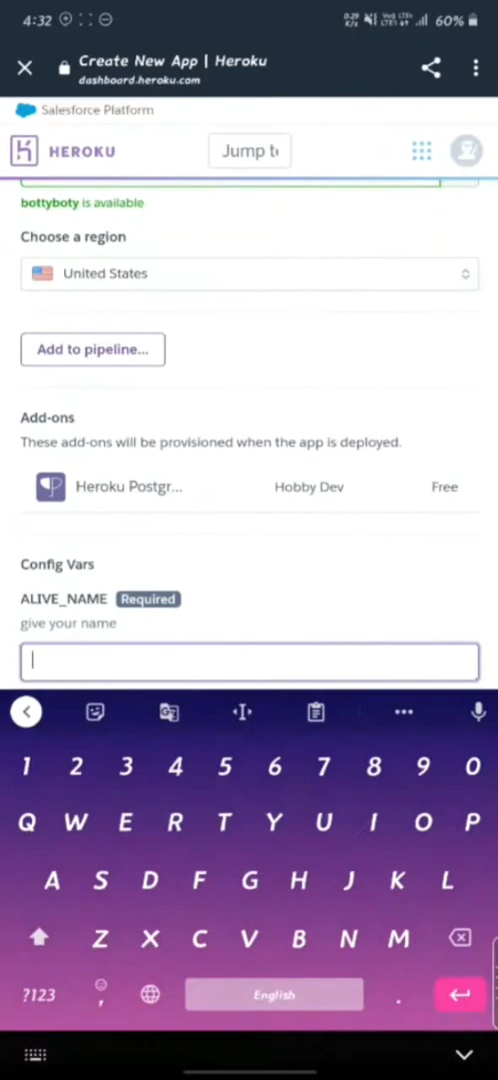 4:32 60%
Create New App | Heroku
dashboard.heroku.com
Salesforce Platform
HEROKU Jump t
bottyboty is available
Choose a region
United States
Add to pipeline...
Add-ons
These add-ons will be provisioned when the app is deployed.
Heroku Postgr... Hobby Dev Free
Config Vars
ALIVE_NAME Required
give your name
1 2 3 4 5 6 7 8 9 0
Q W E R T Y U I O P
A S D F G H J K L
Z X C V B N M
?123 , English .